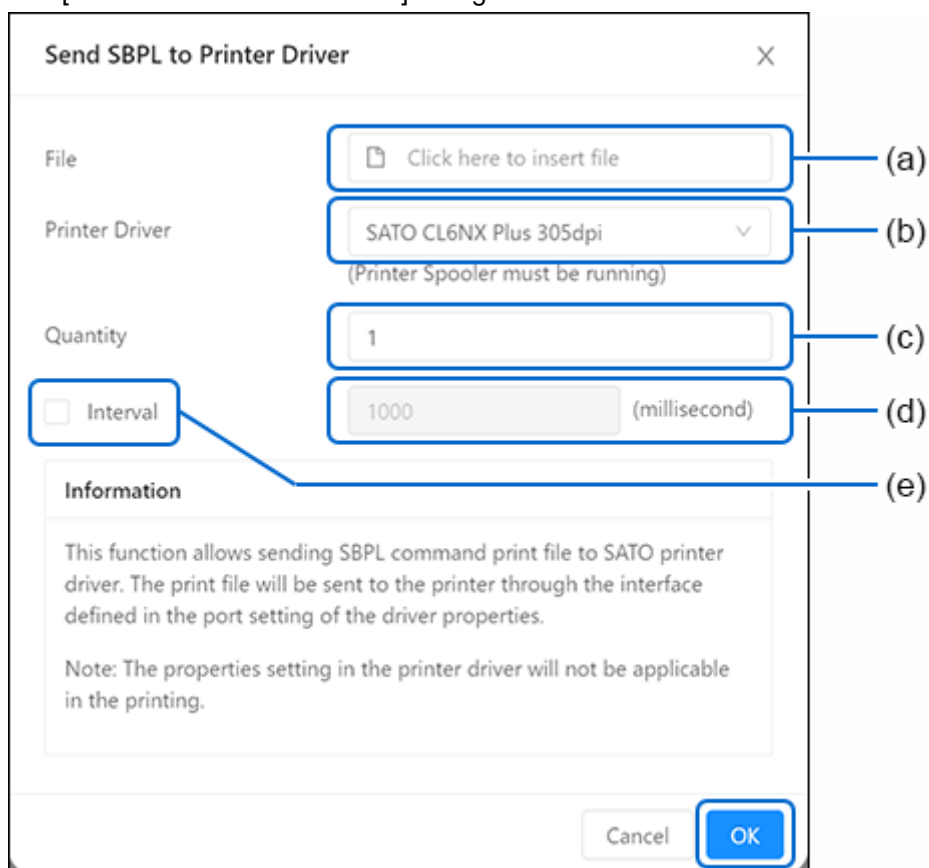 Send SBPL to Printer Driver
File
Click here to insert file
(a)
Printer Driver
SATO CL6NX Plus 305dpi
(b)
(Printer Spooler must be running)
Quantity
1
(c)
Interval
1000
(millisecond)
(d)
(e)
Information
This function allows sending SBPL command print file to SATO printer
driver. The print file will be sent to the printer through the interface
defined in the port setting of the driver properties.
Note: The properties setting in the printer driver will not be applicable
in the printing.
Cancel
OK